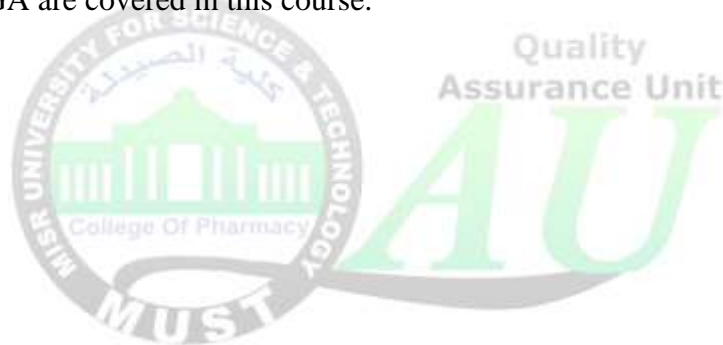 GA are covered in this course.
MISR UNIVERSITY FOR SCIENCE & TECHNOLOGY
كلية الصيدلة
College Of Pharmacy
MUST
Quality
Assurance Unit
AU